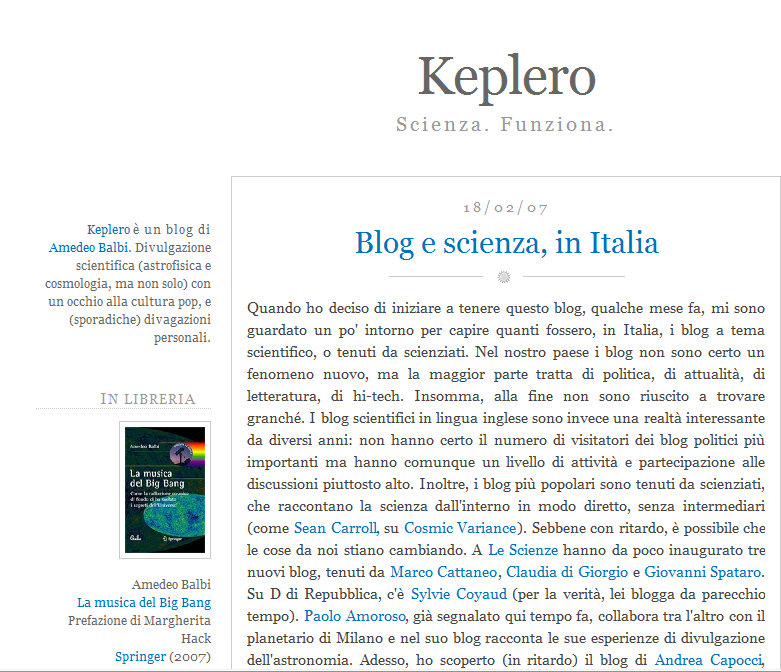 Keplero
Scienza. Funziona.
Keplero è un blog di
Amedeo Balbi. Divulgazione
scientifica (astrofisica e
cosmologia, ma non solo) con
un occhio alla cultura pop, e
(sporadiche) divagazioni
personali.
IN LIBRERIA
Amedeo Balbi
La musica
del Big Bang
Come la radiazione cosmica
di fondo ci ha svelato
i segreti dell'Universo
Springer
Amedeo Balbi
La musica del Big Bang
Prefazione di Margherita
Hack
Springer (2007)
18/02/07
Blog e scienza, in Italia
Quando ho deciso di iniziare a tenere questo blog, qualche mese fa, mi sono
guardato un po' intorno per capire quanti fossero, in Italia, i blog a tema
scientifico, o tenuti da scienziati. Nel nostro paese i blog non sono certo un
fenomeno nuovo, ma la maggior parte tratta di politica, di attualità, di
letteratura, di hi-tech. Insomma, alla fine non sono riuscito a trovare
granché. I blog scientifici in lingua inglese sono invece una realtà interessante
da diversi anni: non hanno certo il numero di visitatori dei blog politici più
importanti ma hanno comunque un livello di attività e partecipazione alle
discussioni piuttosto alto. Inoltre, i blog più popolari sono tenuti da scienziati,
che raccontano la scienza dall'interno in modo diretto, senza intermediari
(come Sean Carroll, su Cosmic Variance). Sebbene con ritardo, è possibile che
le cose da noi stiano cambiando. A Le Scienze hanno da poco inaugurato tre
nuovi blog, tenuti da Marco Cattaneo, Claudia di Giorgio e Giovanni Spataro.
Su D di Repubblica, c'è Sylvie Coyaud (per la verità, lei blogga da parecchio
tempo). Paolo Amoroso, già segnalato qui tempo fa, collabora tra l'altro con il
planetario di Milano e nel suo blog racconta le sue esperienze di divulgazione
dell'astronomia. Adesso, ho scoperto (in ritardo) il blog di Andrea Capocci,